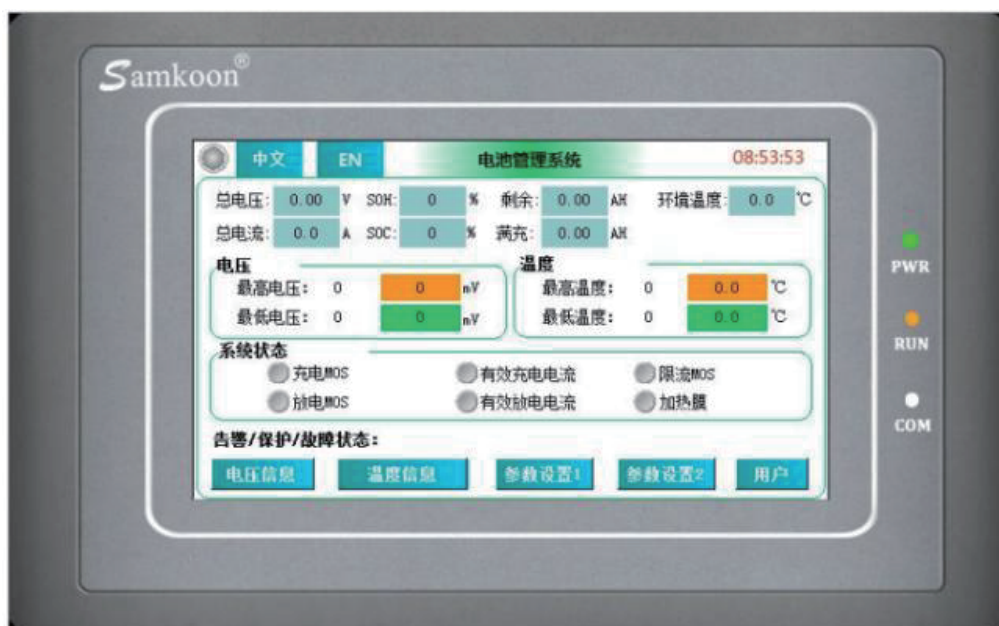 Samkoon®
中文 EN 电池管理系统 08:53:53
总电压: 0.00 V SOH: 0 % 剩余: 0.00 AH 环境温度: 0.0 ℃
总电流: 0.0 A SOC: 0 % 满充: 0.00 AH
电压 温度
最高电压: 0 0 mV 最高温度: 0 0.0 ℃
最低电压: 0 0 mV 最低温度: 0 0.0 ℃
系统状态
充电MOS 有效充电电流 限流MOS
放电MOS 有效放电电流 加热膜
告警/保护/故障状态:
电压信息 温度信息 参数设置1 参数设置2 用户
PWR
RUN
COM